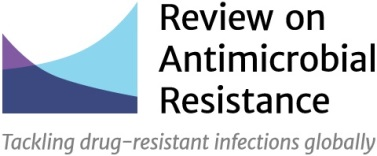 Review on
Antimicrobial
Resistance
Tackling drug-resistant infections globally